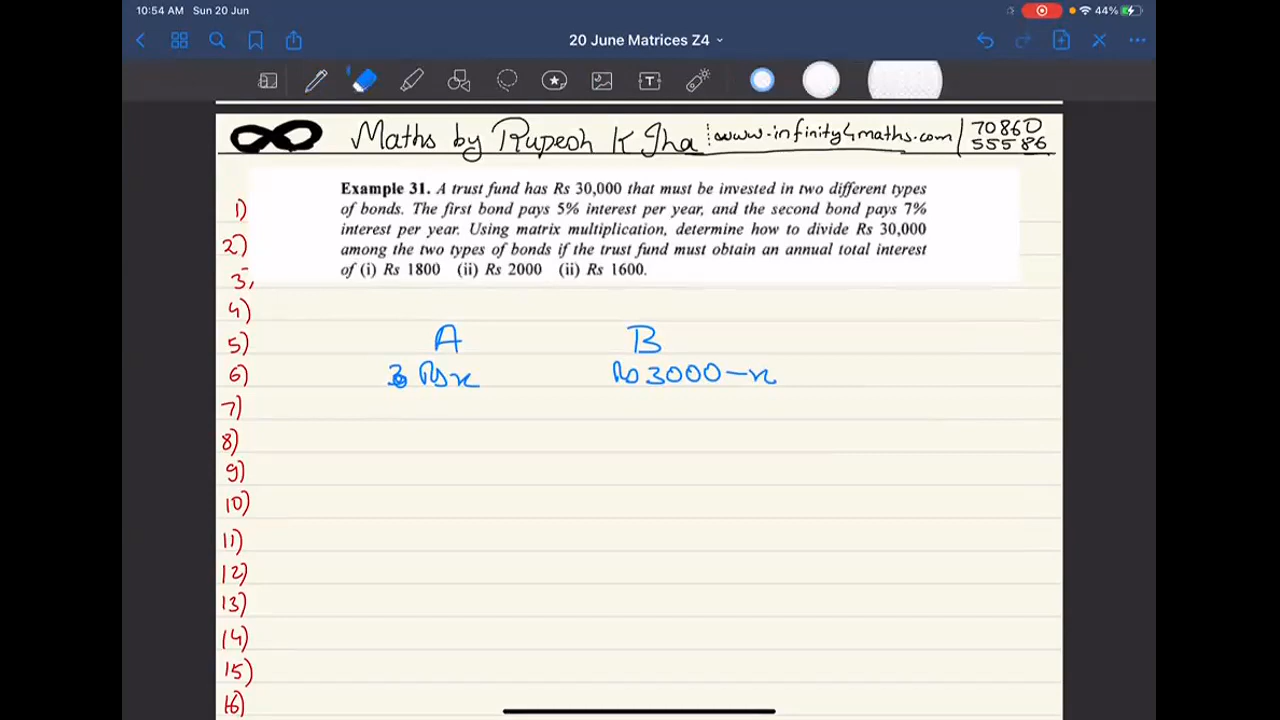 10:54 AM Sun 20 Jun 44%
20 June Matrices Z4
Maths by Rupesh K Jha www.infinity4maths.com 70860
55586
Example 31. A trust fund has Rs 30,000 that must be invested in two different types
of bonds. The first bond pays 5% interest per year, and the second bond pays 7%
interest per year. Using matrix multiplication, determine how to divide Rs 30,000
among the two types of bonds if the trust fund must obtain an annual total interest
of (i) Rs 1800 (ii) Rs 2000 (ii) Rs 1600.
1)
2)
3,
4)
5) A B
6) Rs x Rs 3000-x
7)
8)
9)
10)
11)
12)
13)
14)
15)
16)